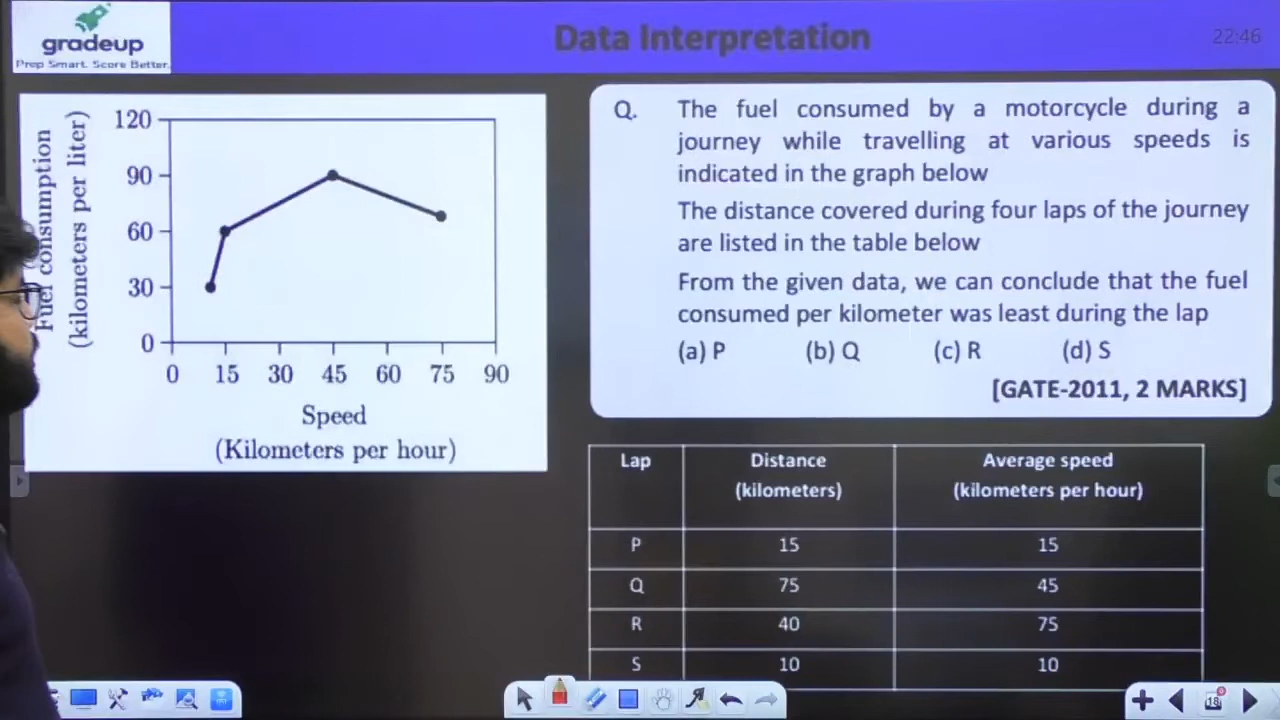 gradeup
Prep Smart. Score Better.
Data Interpretation
22:46
Fuel consumption
(kilometers per liter)
120
90
60
30
0
0 15 30 45 60 75 90
Speed
(Kilometers per hour)
Q. The fuel consumed by a motorcycle during a
journey while travelling at various speeds is
indicated in the graph below
The distance covered during four laps of the journey
are listed in the table below
From the given data, we can conclude that the fuel
consumed per kilometer was least during the lap
(a) P (b) Q (c) R (d) S
[GATE-2011, 2 MARKS]
Lap Distance Average speed
(kilometers) (kilometers per hour)
P 15 15
Q 75 45
R 40 75
S 10 10
18